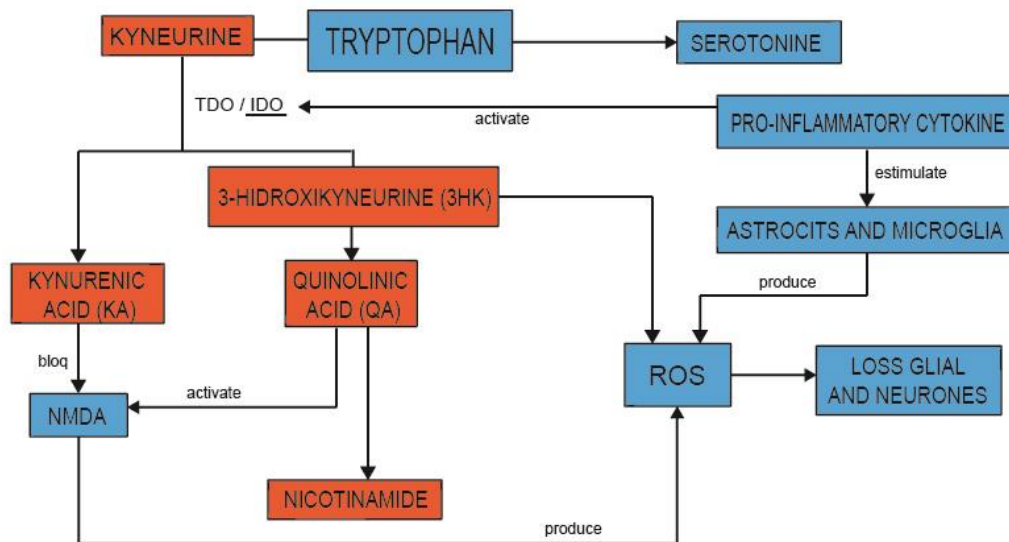 KYNEURINE
TRYPTOPHAN
SEROTONINE
TDO / IDO
activate
PRO-INFLAMMATORY CYTOKINE
estimulate
3-HIDROXIKYNEURINE (3HK)
ASTROCITS AND MICROGLIA
KYNURENIC
ACID (KA)
QUINOLINIC
ACID (QA)
produce
bloq
activate
NMDA
ROS
LOSS GLIAL
AND NEURONES
NICOTINAMIDE
produce